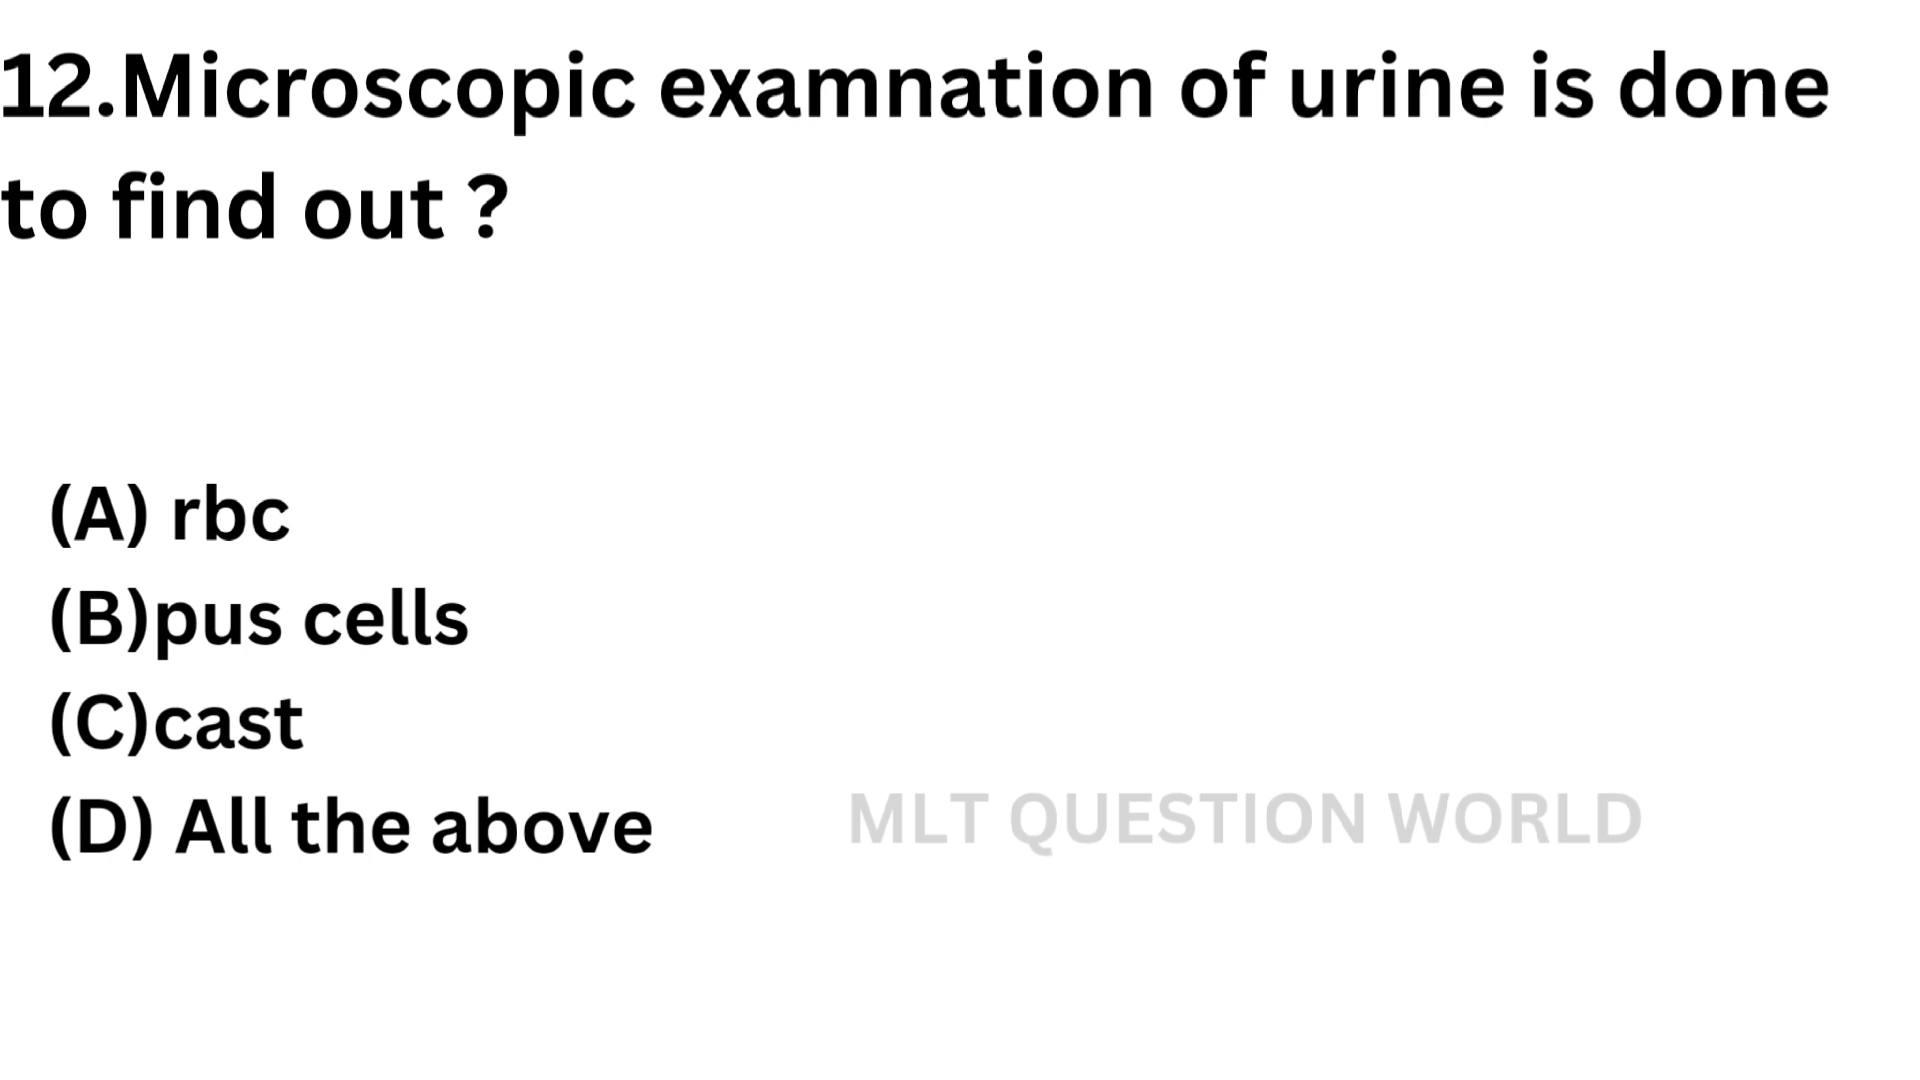 12.Microscopic examnation of urine is done
to find out ?
(A) rbc
(B)pus cells
(C)cast
(D) All the above
MLT QUESTION WORLD